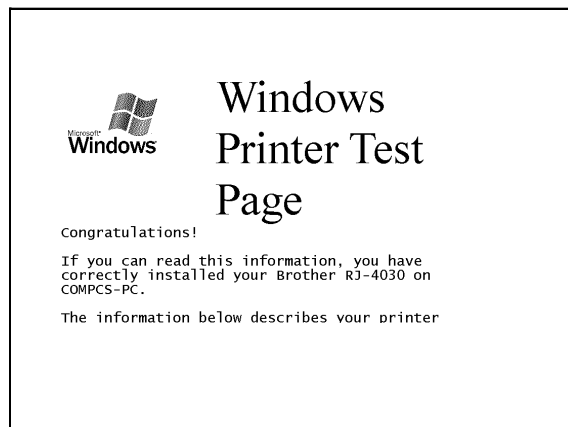 Microsoft®
Windows
Windows
Printer Test
Page
Congratulations!
If you can read this information, you have
correctly installed your Brother RJ-4030 on
COMPCS-PC.
The information below describes your printer